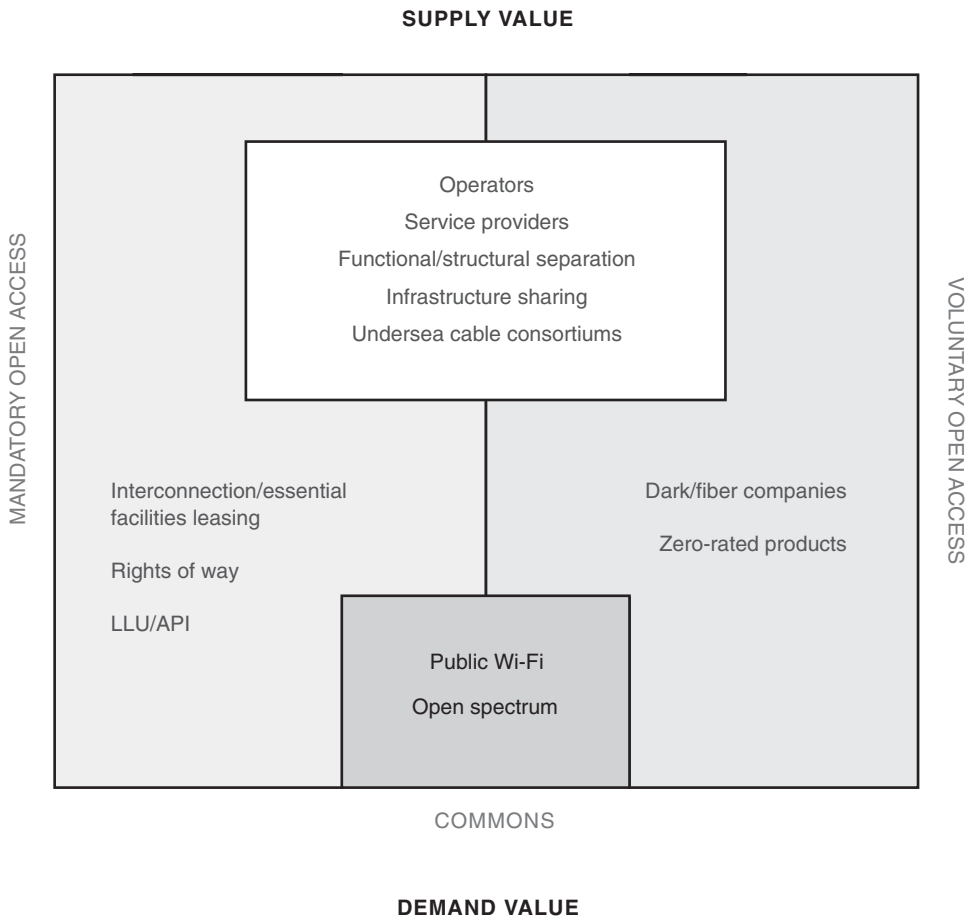 SUPPLY VALUE
MANDATORY OPEN ACCESS
Operators
Service providers
Functional/structural separation
Infrastructure sharing
Undersea cable consortiums
VOLUNTARY OPEN ACCESS
Interconnection/essential
facilities leasing
Rights of way
LLU/API
Dark/fiber companies
Zero-rated products
Public Wi-Fi
Open spectrum
COMMONS
DEMAND VALUE